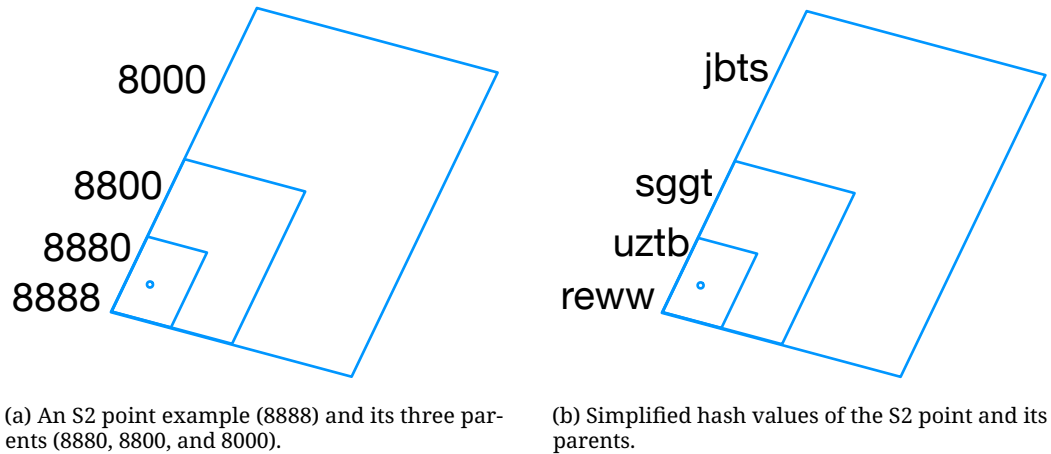 8000
8800
8880
8888
(a) An S2 point example (8888) and its three par-
ents (8880, 8800, and 8000).
jbts
sggt
uztb
reww
(b) Simplified hash values of the S2 point and its
parents.